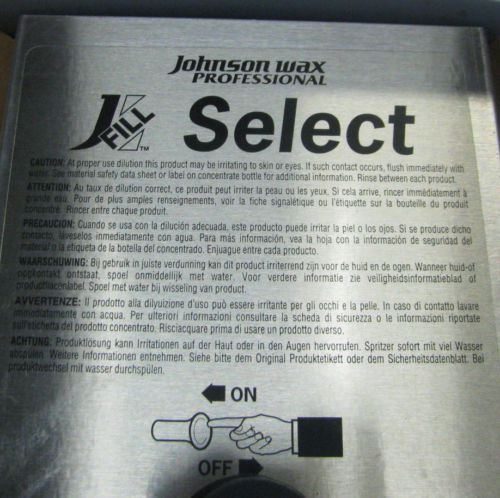 Johnson wax
PROFESSIONAL
J FILL ™ Select
CAUTION: At proper use dilution this product may be irritating to skin or eyes. If such contact occurs, flush immediately with
water. See material safety data sheet or label on concentrate bottle for additional information. Rinse between each product.
ATTENTION: Au taux de dilution correct, ce produit peut irriter la peau ou les yeux. Si cela arrive, rincer immédiatement à
grande eau. Pour de plus amples renseignements, voir la fiche signalétique ou l'étiquette sur la bouteille du produit
concentré. Rincer entre chaque produit.
PRECAUCION: Cuando se usa con la dilución adecuada, este producto puede irritar la piel o los ojos. Si se produce dicho
contacto, láveselos inmediatamente con agua. Para más información, vea la hoja con la información de seguridad del
material o la etiqueta de la botella del concentrado. Enjuague entre cada producto.
WAARSCHUWING: Bij gebruik in juiste verdunning kan dit product irriterend zijn voor de huid en de ogen. Wanneer huid-of
oogkontakt ontstaat, spoel onmiddellijk met water. Voor verdere informatie zie veiligheidsinformatieblad of
productlacenlabel. Spoel met water bij wisseling van product.
AVVERTENZE: Il prodotto alla dilyuizione d'uso può essere irritante per gli occhi e la pelle. In caso di contatto lavare
immediatamente con acqua. Per ulteriori informazioni consultare la scheda di sicurezza o le informazioni riportate
sull'etichetta del prodotto concentrato. Risciacquare prima di usare un prodotto diverso.
ACHTUNG: Produktlösung kann Irritationen auf der Haut oder in den Augen hervorrufen. Spritzer sofort mit viel Wasser
abspülen. Weitere Informationen entnehmen. Siehe bitte dem Original Produktetikett oder dem Sicherheitsdatenblatt. Bei
produktwechsel mit wasser durchspülen.
ON
OFF